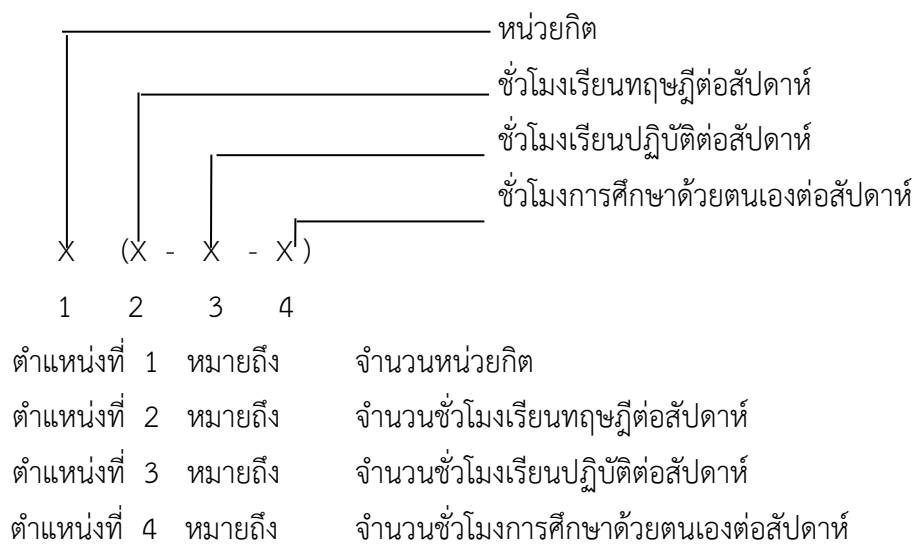 หน่วยกิต
ชั่วโมงเรียนทฤษฎีต่อสัปดาห์
ชั่วโมงเรียนปฏิบัติต่อสัปดาห์
ชั่วโมงการศึกษาด้วยตนเองต่อสัปดาห์
X (X - X - X )
1 2 3 4
ตำแหน่งที่ 1 หมายถึง จำนวนหน่วยกิต
ตำแหน่งที่ 2 หมายถึง จำนวนชั่วโมงเรียนทฤษฎีต่อสัปดาห์
ตำแหน่งที่ 3 หมายถึง จำนวนชั่วโมงเรียนปฏิบัติต่อสัปดาห์
ตำแหน่งที่ 4 หมายถึง จำนวนชั่วโมงการศึกษาด้วยตนเองต่อสัปดาห์